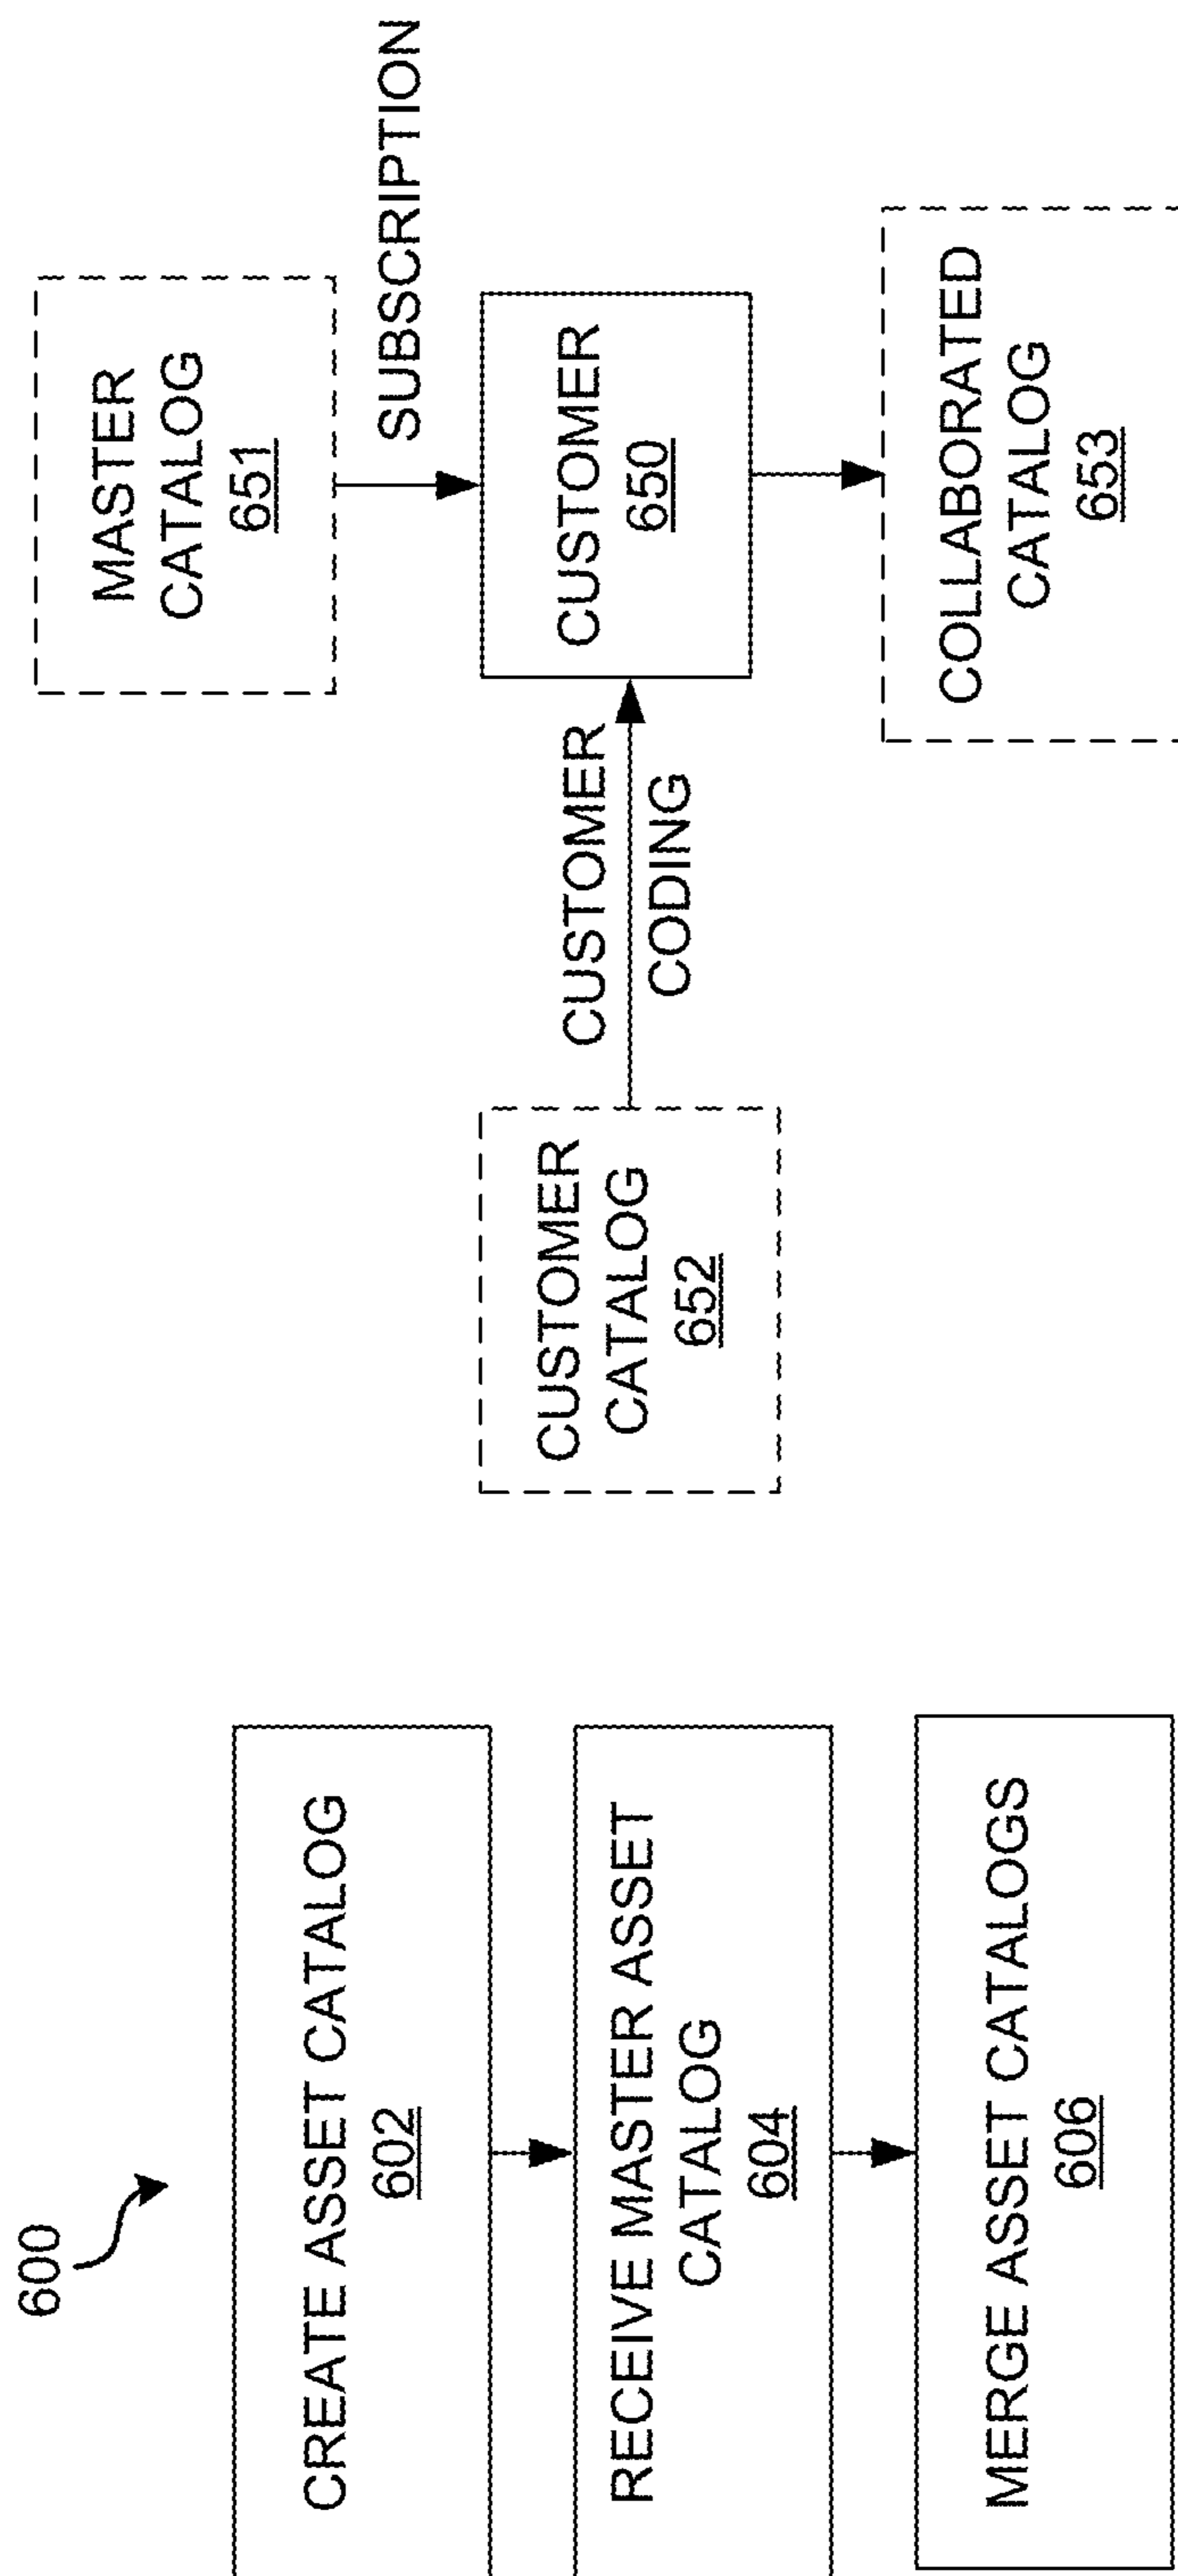 600
CREATE ASSET CATALOG
602
RECEIVE MASTER ASSET
CATALOG
604
MERGE ASSET CATALOGS
606
MASTER
CATALOG
651
SUBSCRIPTION
CUSTOMER
CATALOG
652
CUSTOMER
CODING
CUSTOMER
650
COLLABORATED
CATALOG
653